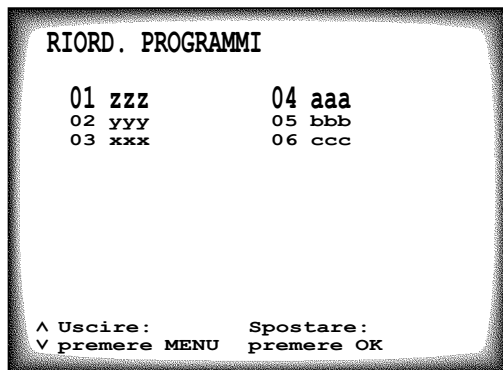 RIORD. PROGRAMMI
01 zzz 04 aaa
02 yyy 05 bbb
03 xxx 06 ccc
∧ Uscire: Spostare:
∨ premere MENU premere OK